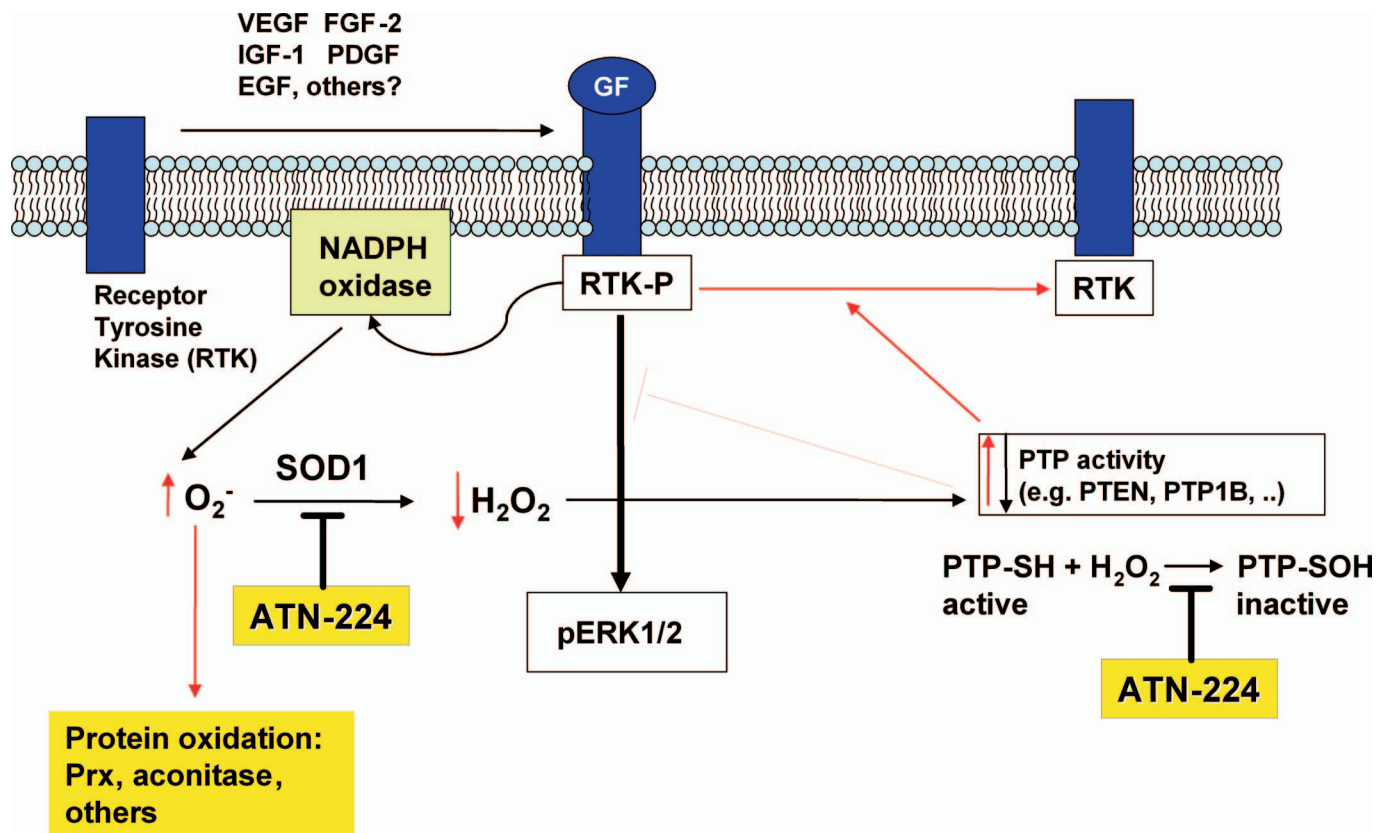 VEGF FGF-2
IGF-1 PDGF
EGF, others?
GF
NADPH
oxidase
RTK-P
RTK
Receptor
Tyrosine
Kinase (RTK)
SOD1
O₂⁻
H₂O₂
PTP activity
(e.g. PTEN, PTP1B, ..)
PTP-SH + H₂O₂ PTP-SOH
active inactive
ATN-224
pERK1/2
ATN-224
Protein oxidation:
Prx, aconitase,
others